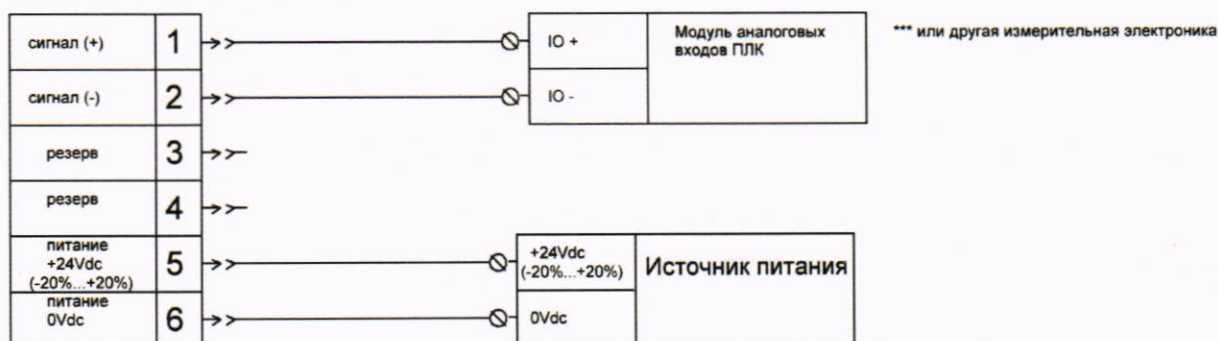 сигнал (+) 1 IO + Модуль аналоговых *** или другая измерительная электроника
входов ПЛК
сигнал (-) 2 IO -
резерв 3
резерв 4
питание
+24Vdc 5 +24Vdc Источник питания
(-20%...+20%) (-20%...+20%)
питание
0Vdc 6 0Vdc